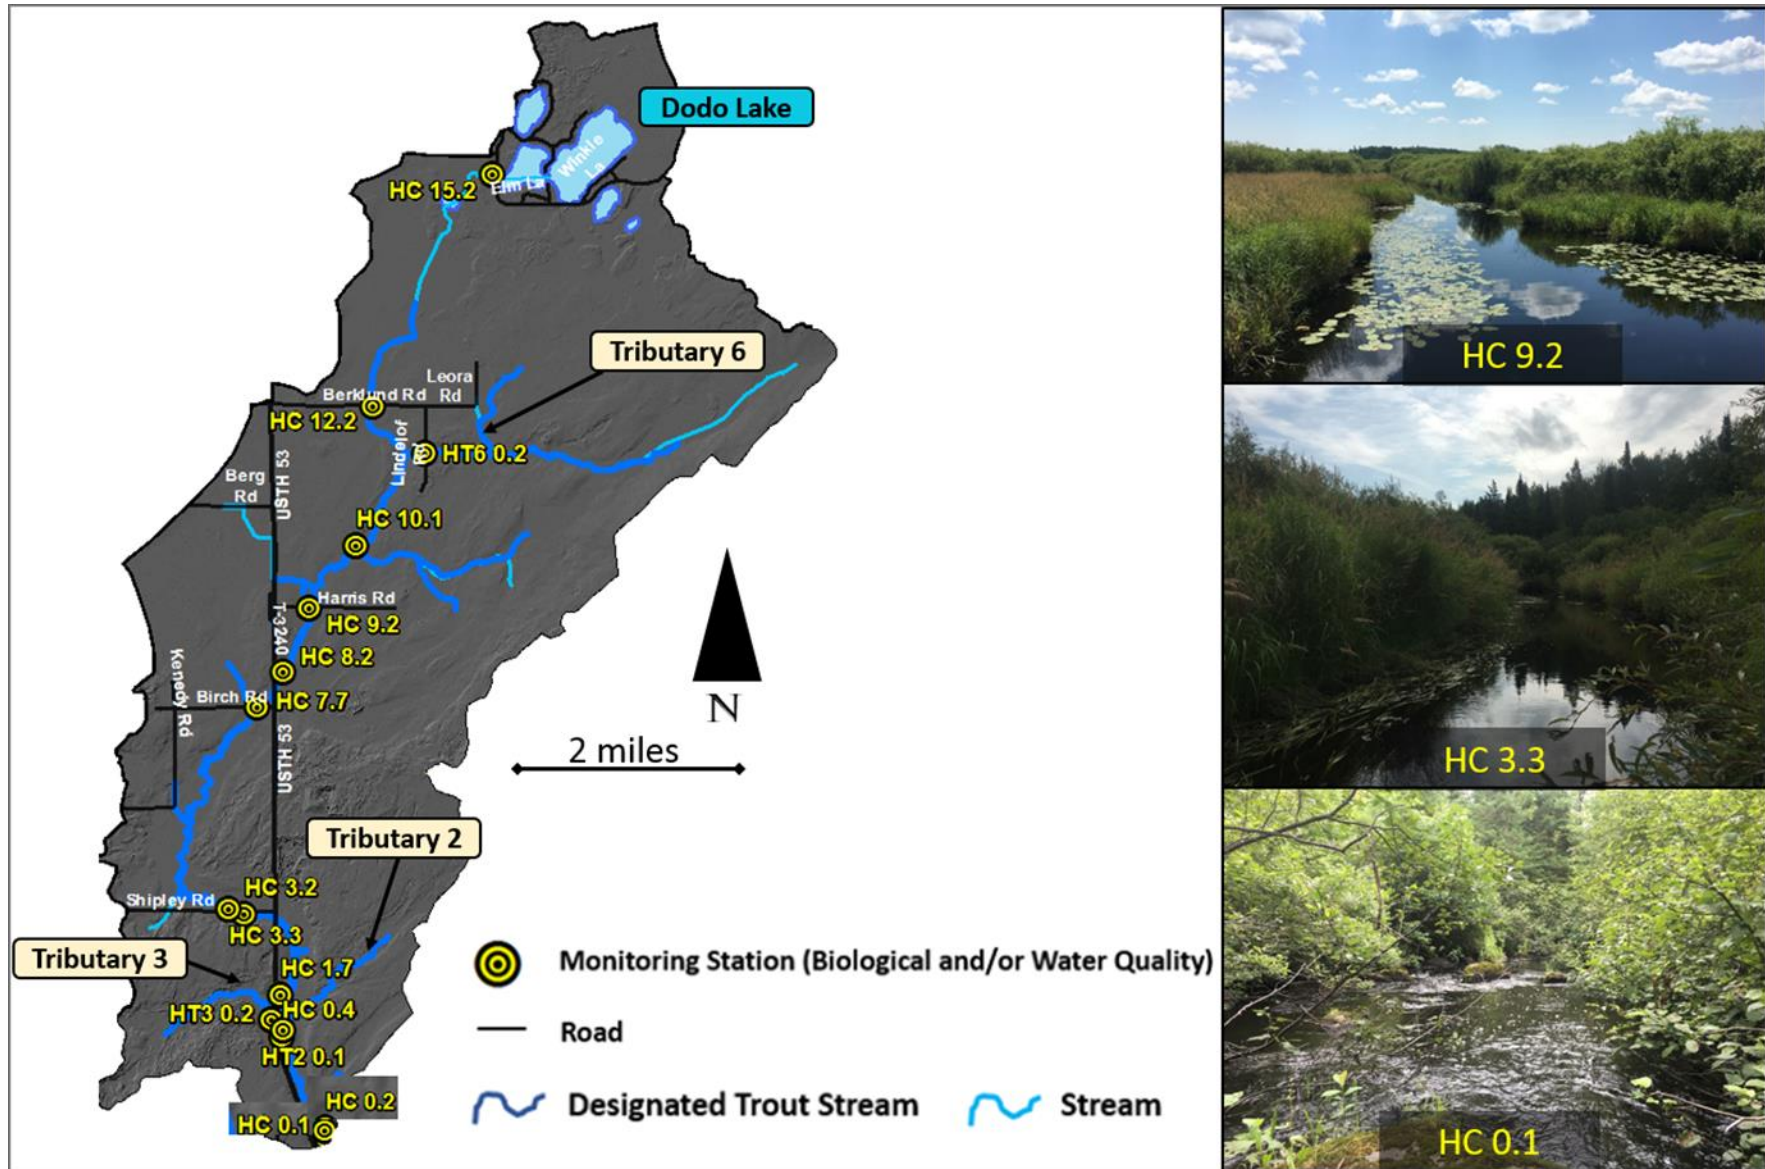 Dodo Lake
Winkle
La
Elm La
HC 15.2
Tributary 6
Leora
Rd
Berklund Rd
HC 12.2
Lindelof
Rd
HT6 0.2
USTH 53
Berg
Rd
HC 10.1
Harris Rd
HC 9.2
T-3240
HC 8.2
Kenedy Rd
Birch Rd
HC 7.7
USTH 53
N
2 miles
Tributary 2
HC 3.2
Shipley Rd
HC 3.3
Tributary 3
HC 1.7
HC 0.4
HT3 0.2
HT2 0.1
HC 0.2
HC 0.1
Monitoring Station (Biological and/or Water Quality)
Road
Designated Trout Stream
Stream
HC 9.2
HC 3.3
HC 0.1